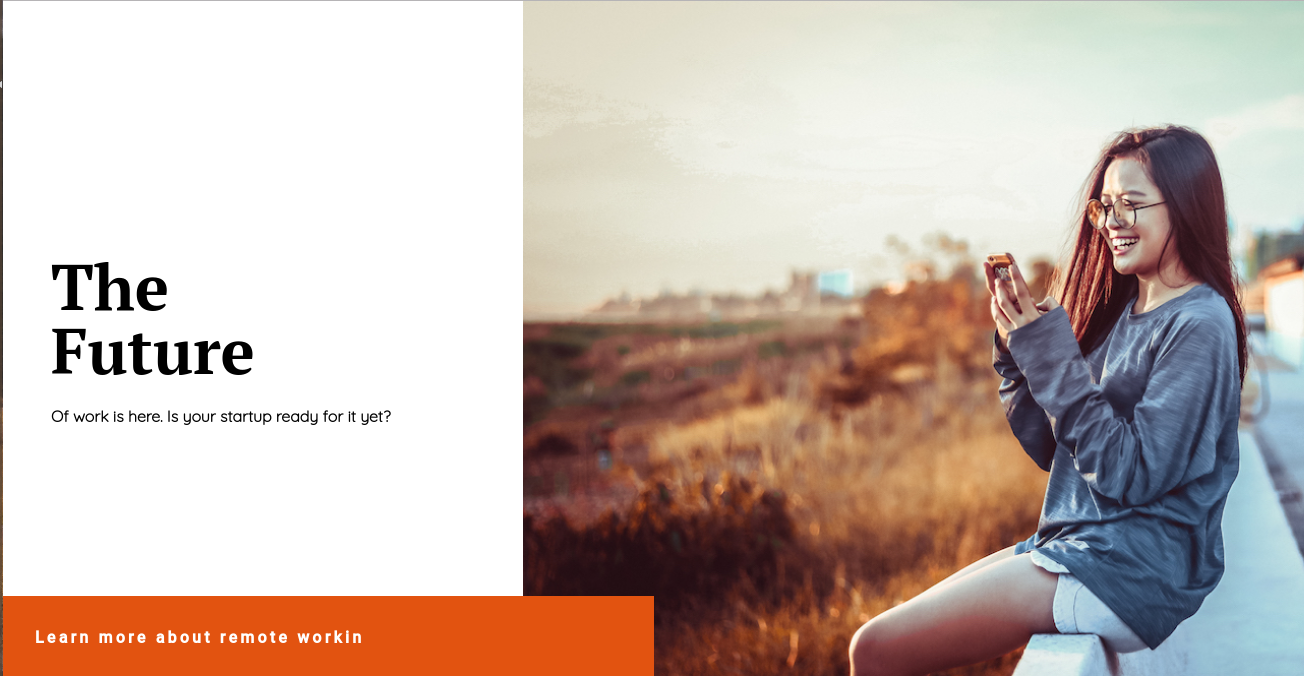 The
Future
Of work is here. Is your startup ready for it yet?
Learn more about remote workin